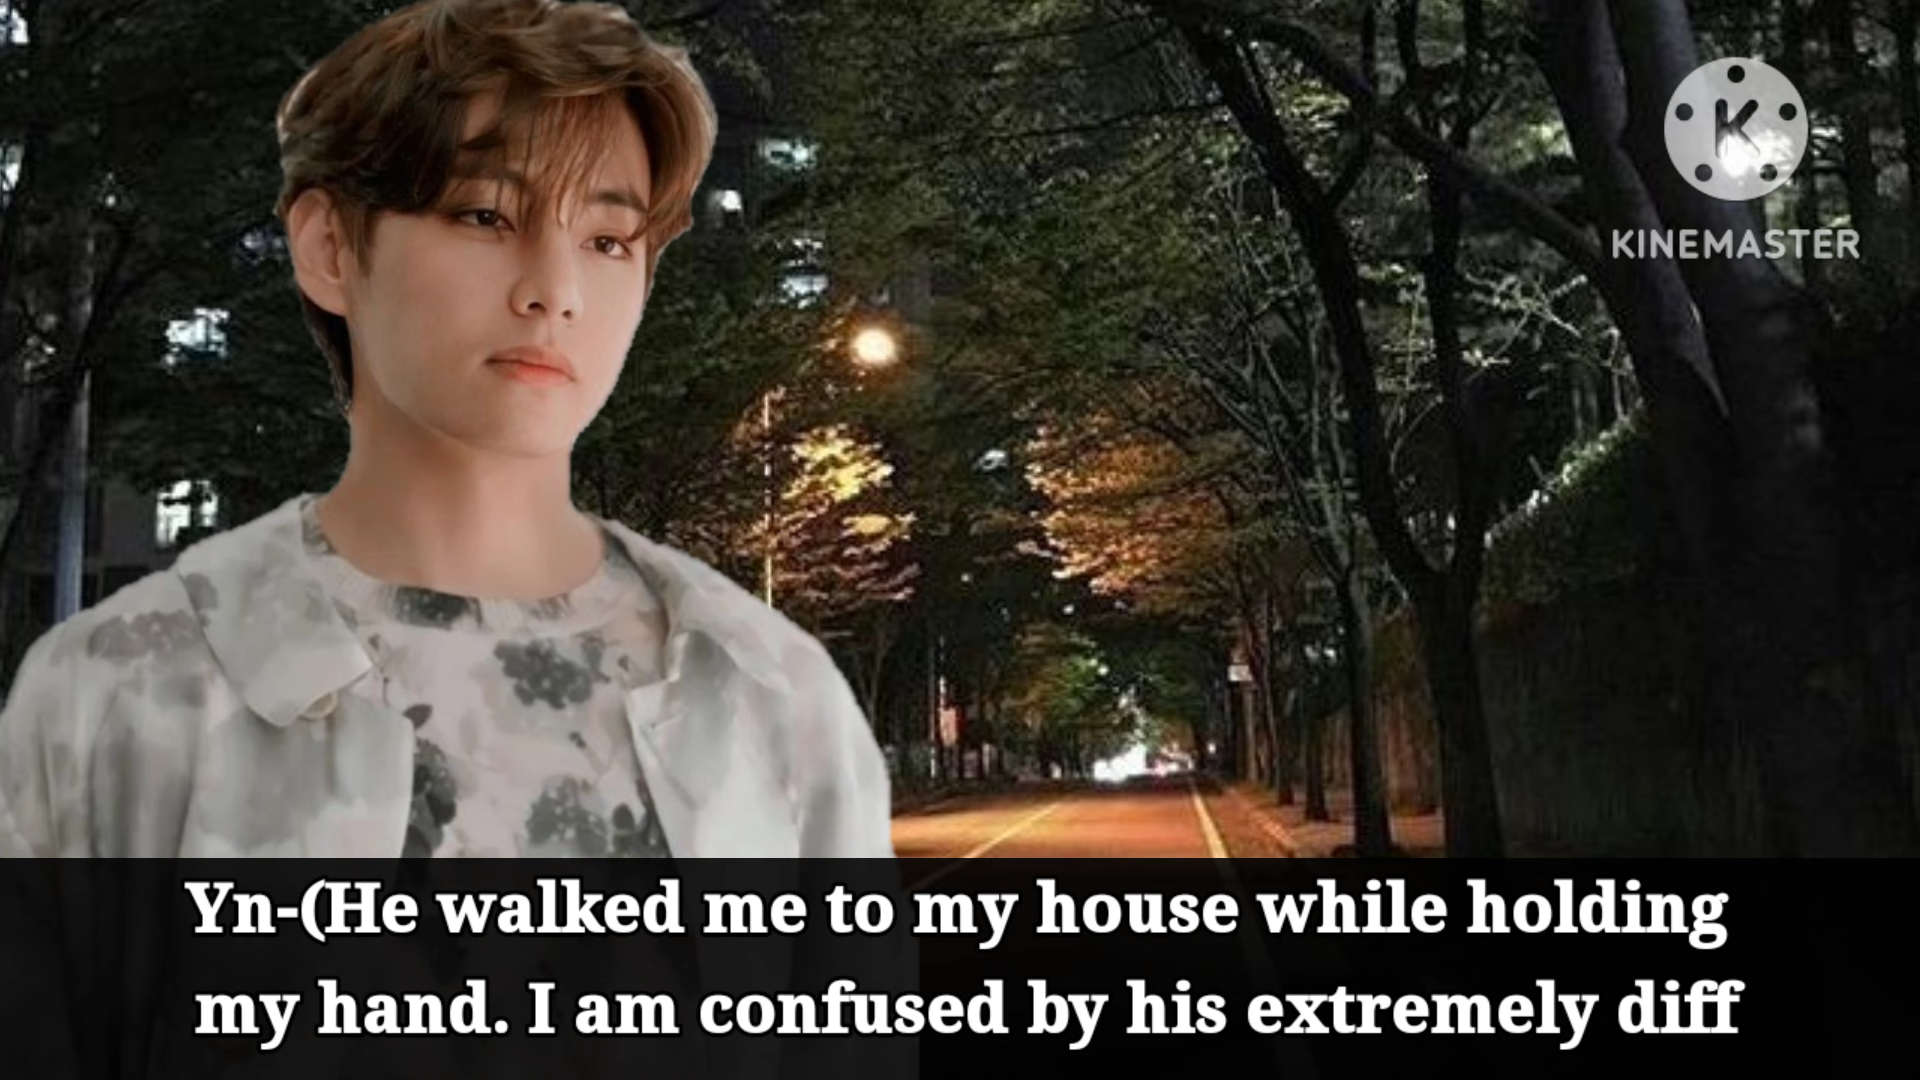 KINEMASTER
Yn-(He walked me to my house while holding
my hand. I am confused by his extremely diff